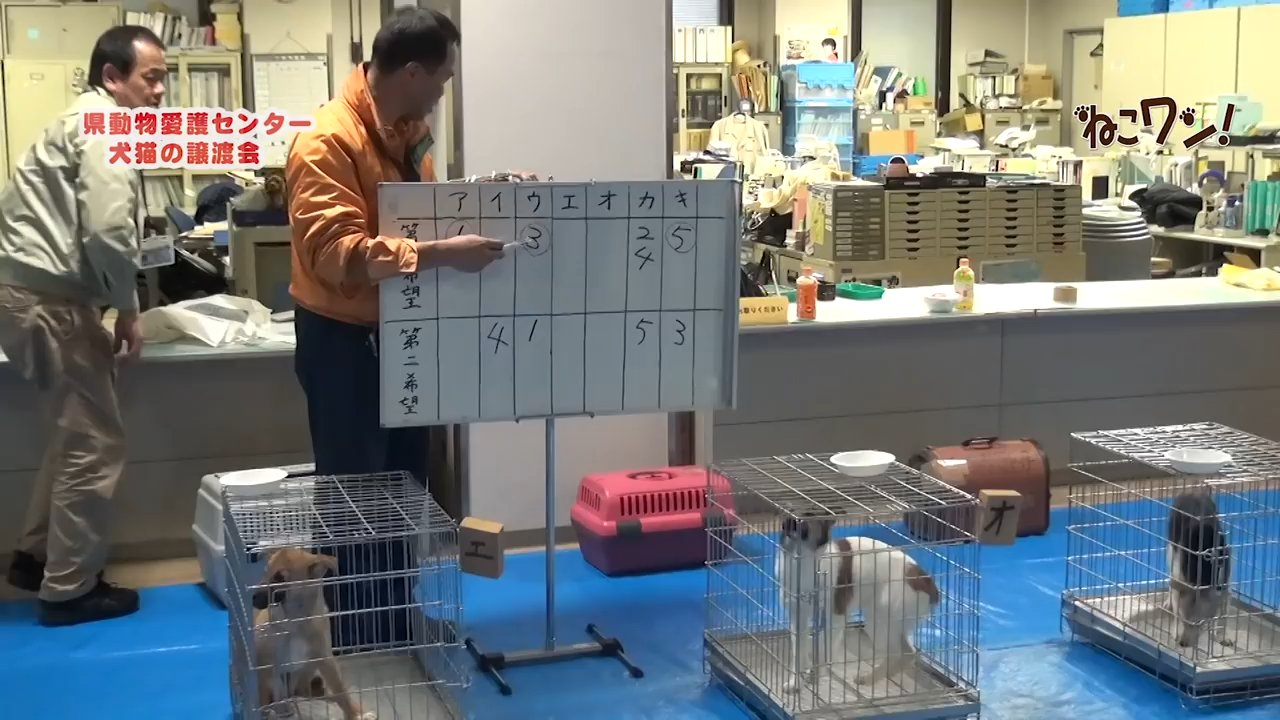 県動物愛護センター
犬猫の譲渡会
ねこワン!
ア イ ウ エ オ カ キ
1 3 2 5
4
希望
4 1 5 3
第二希望
エ
オ